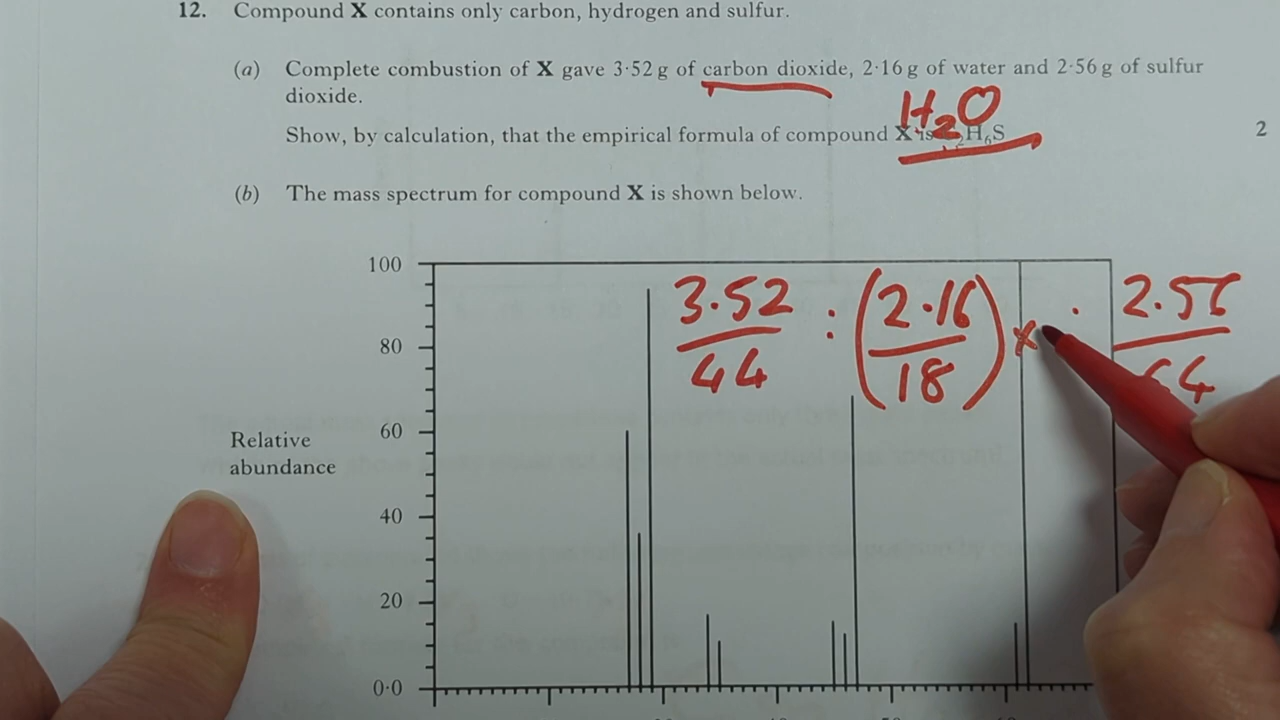 12. Compound X contains only carbon, hydrogen and sulfur.
(a) Complete combustion of X gave 3·52 g of carbon dioxide, 2·16 g of water and 2·56 g of sulfur
dioxide.
H2O
Show, by calculation, that the empirical formula of compound X is C2H6S
2
(b) The mass spectrum for compound X is shown below.
100
3·52 / 44 : (2·16 / 18) × : 2·56 / 64
80
60
Relative
abundance
40
20
0·0